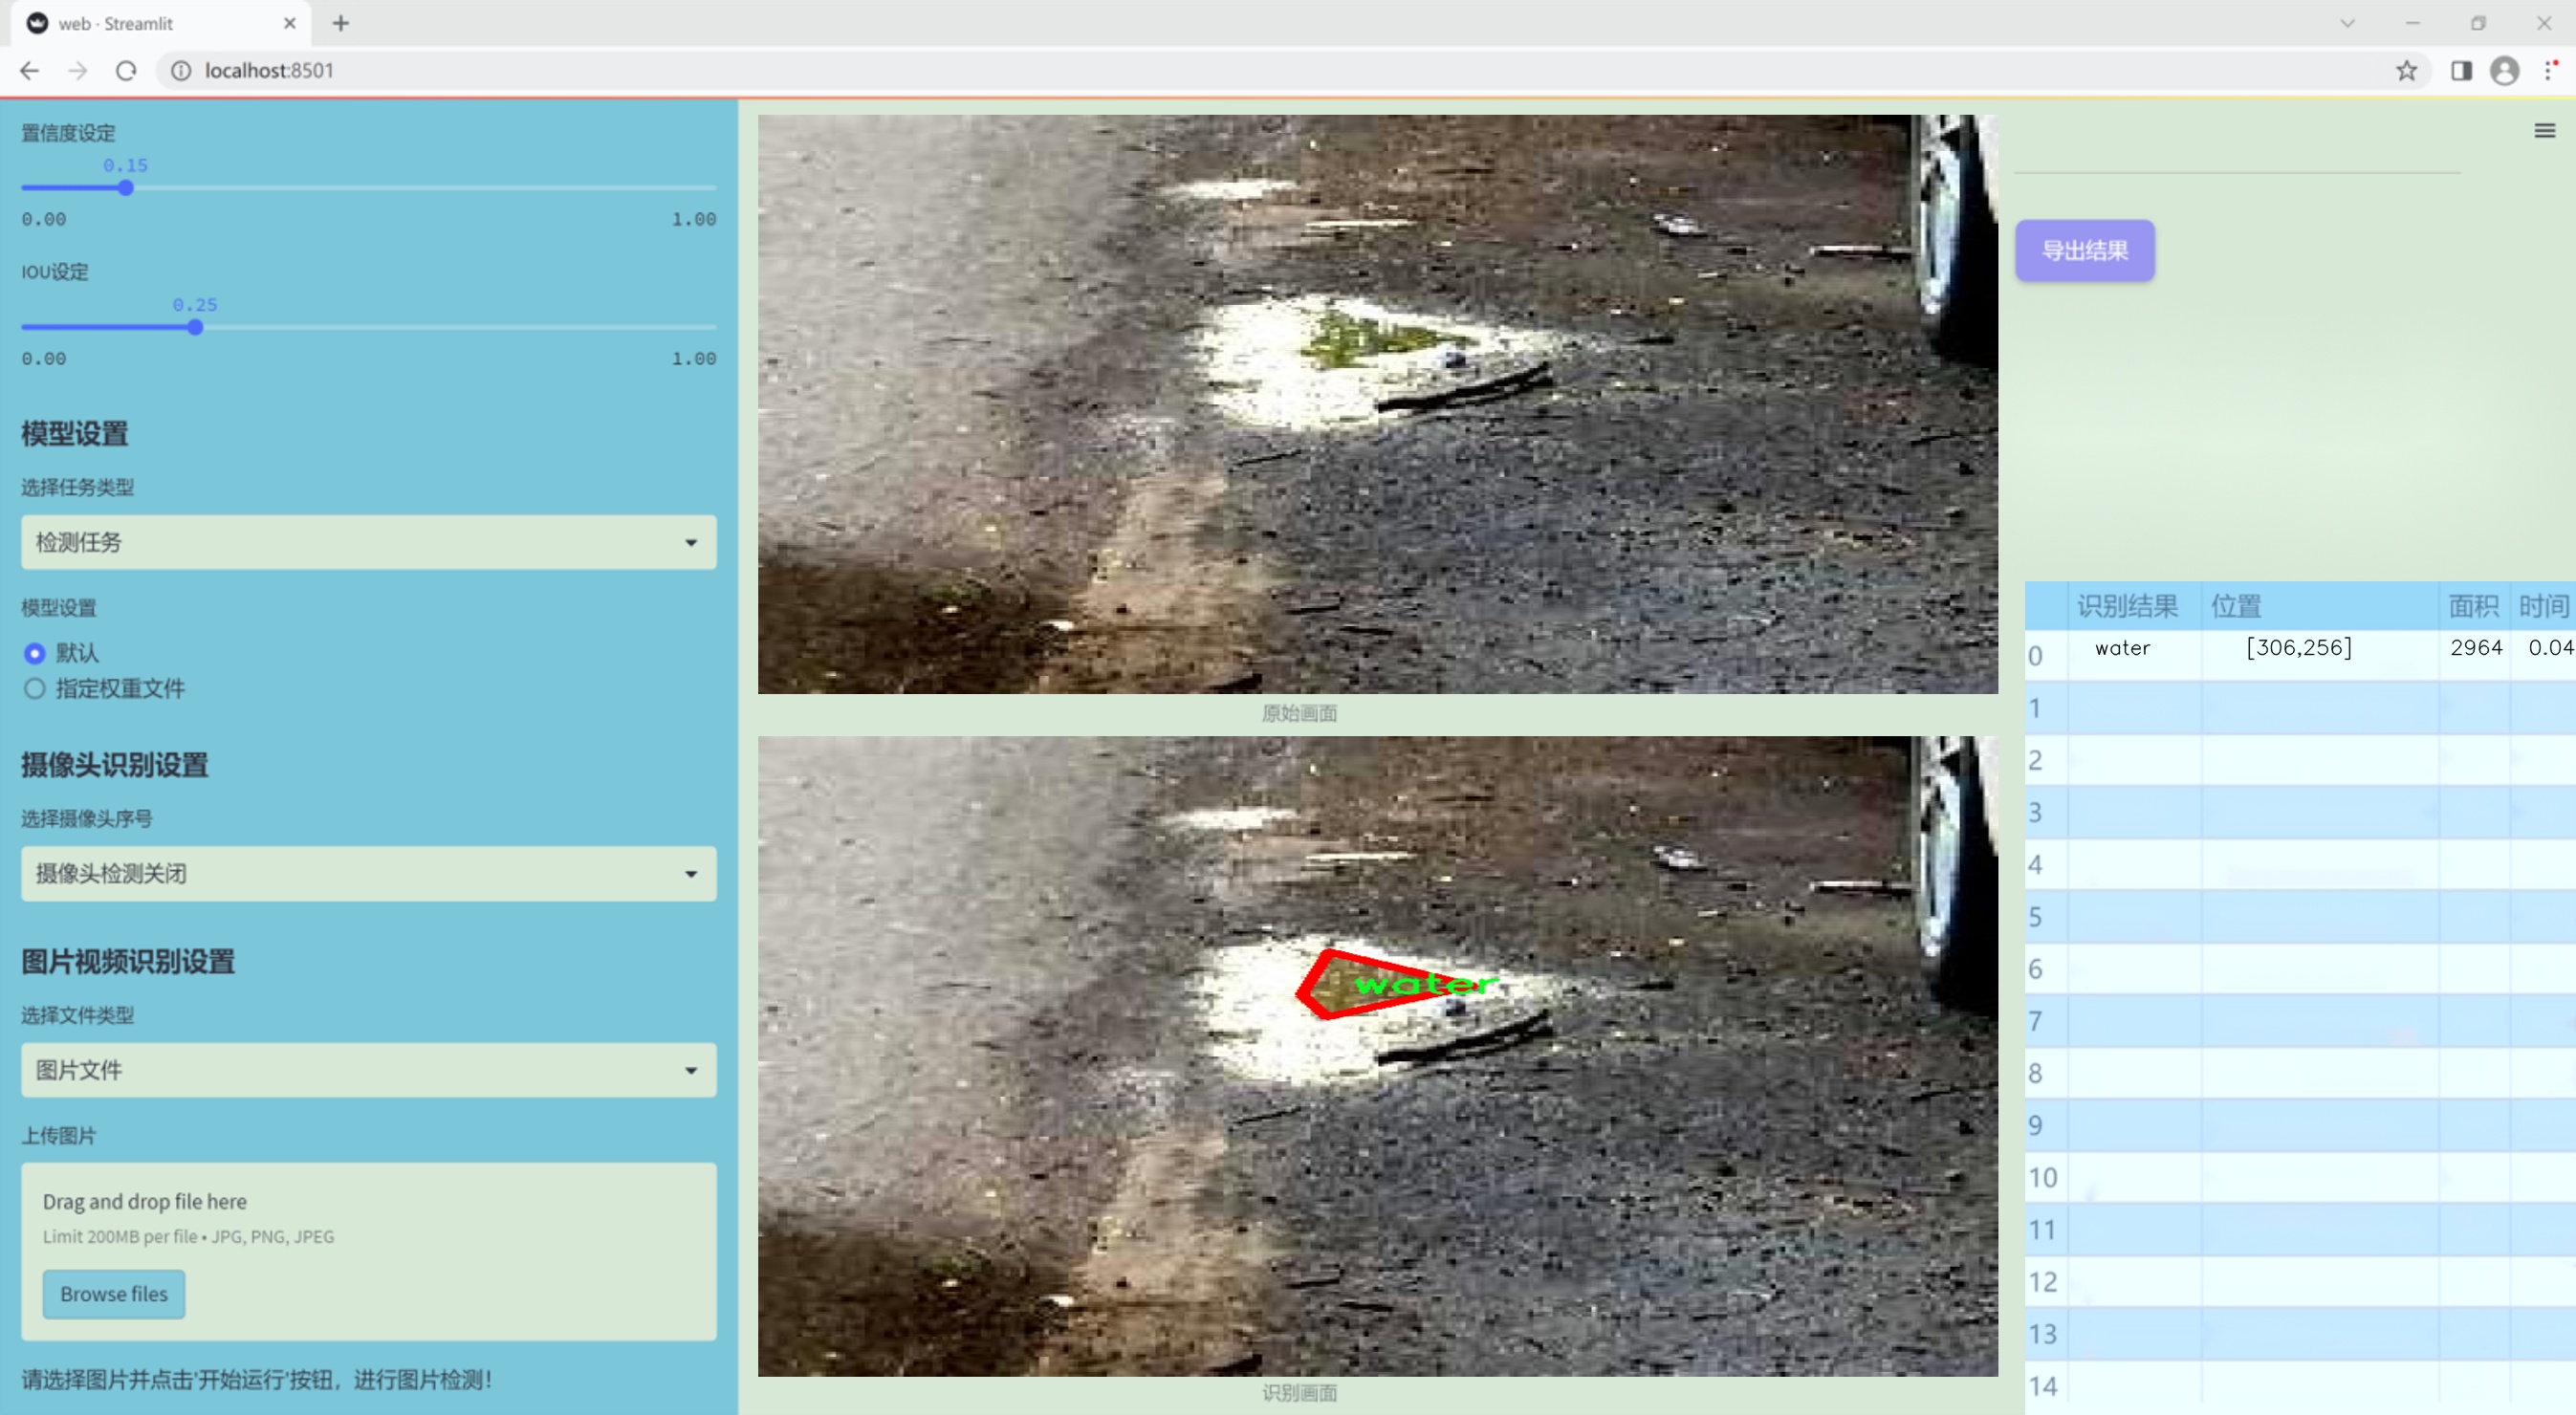 web · Streamlit
localhost:8501
置信度设定
0.15
0.00 1.00
IOU设定
0.25
0.00 1.00
模型设置
选择任务类型
检测任务
模型设置
默认
指定权重文件
摄像头识别设置
选择摄像头序号
摄像头检测关闭
图片视频识别设置
选择文件类型
图片文件
上传图片
Drag and drop file here
Limit 200MB per file • JPG, PNG, JPEG
Browse files
请选择图片并点击'开始运行'按钮，进行图片检测！
原始画面
water
识别画面
导出结果
识别结果 位置 面积 时间
0 water [306,256] 2964 0.04
1
2
3
4
5
6
7
8
9
10
11
12
13
14